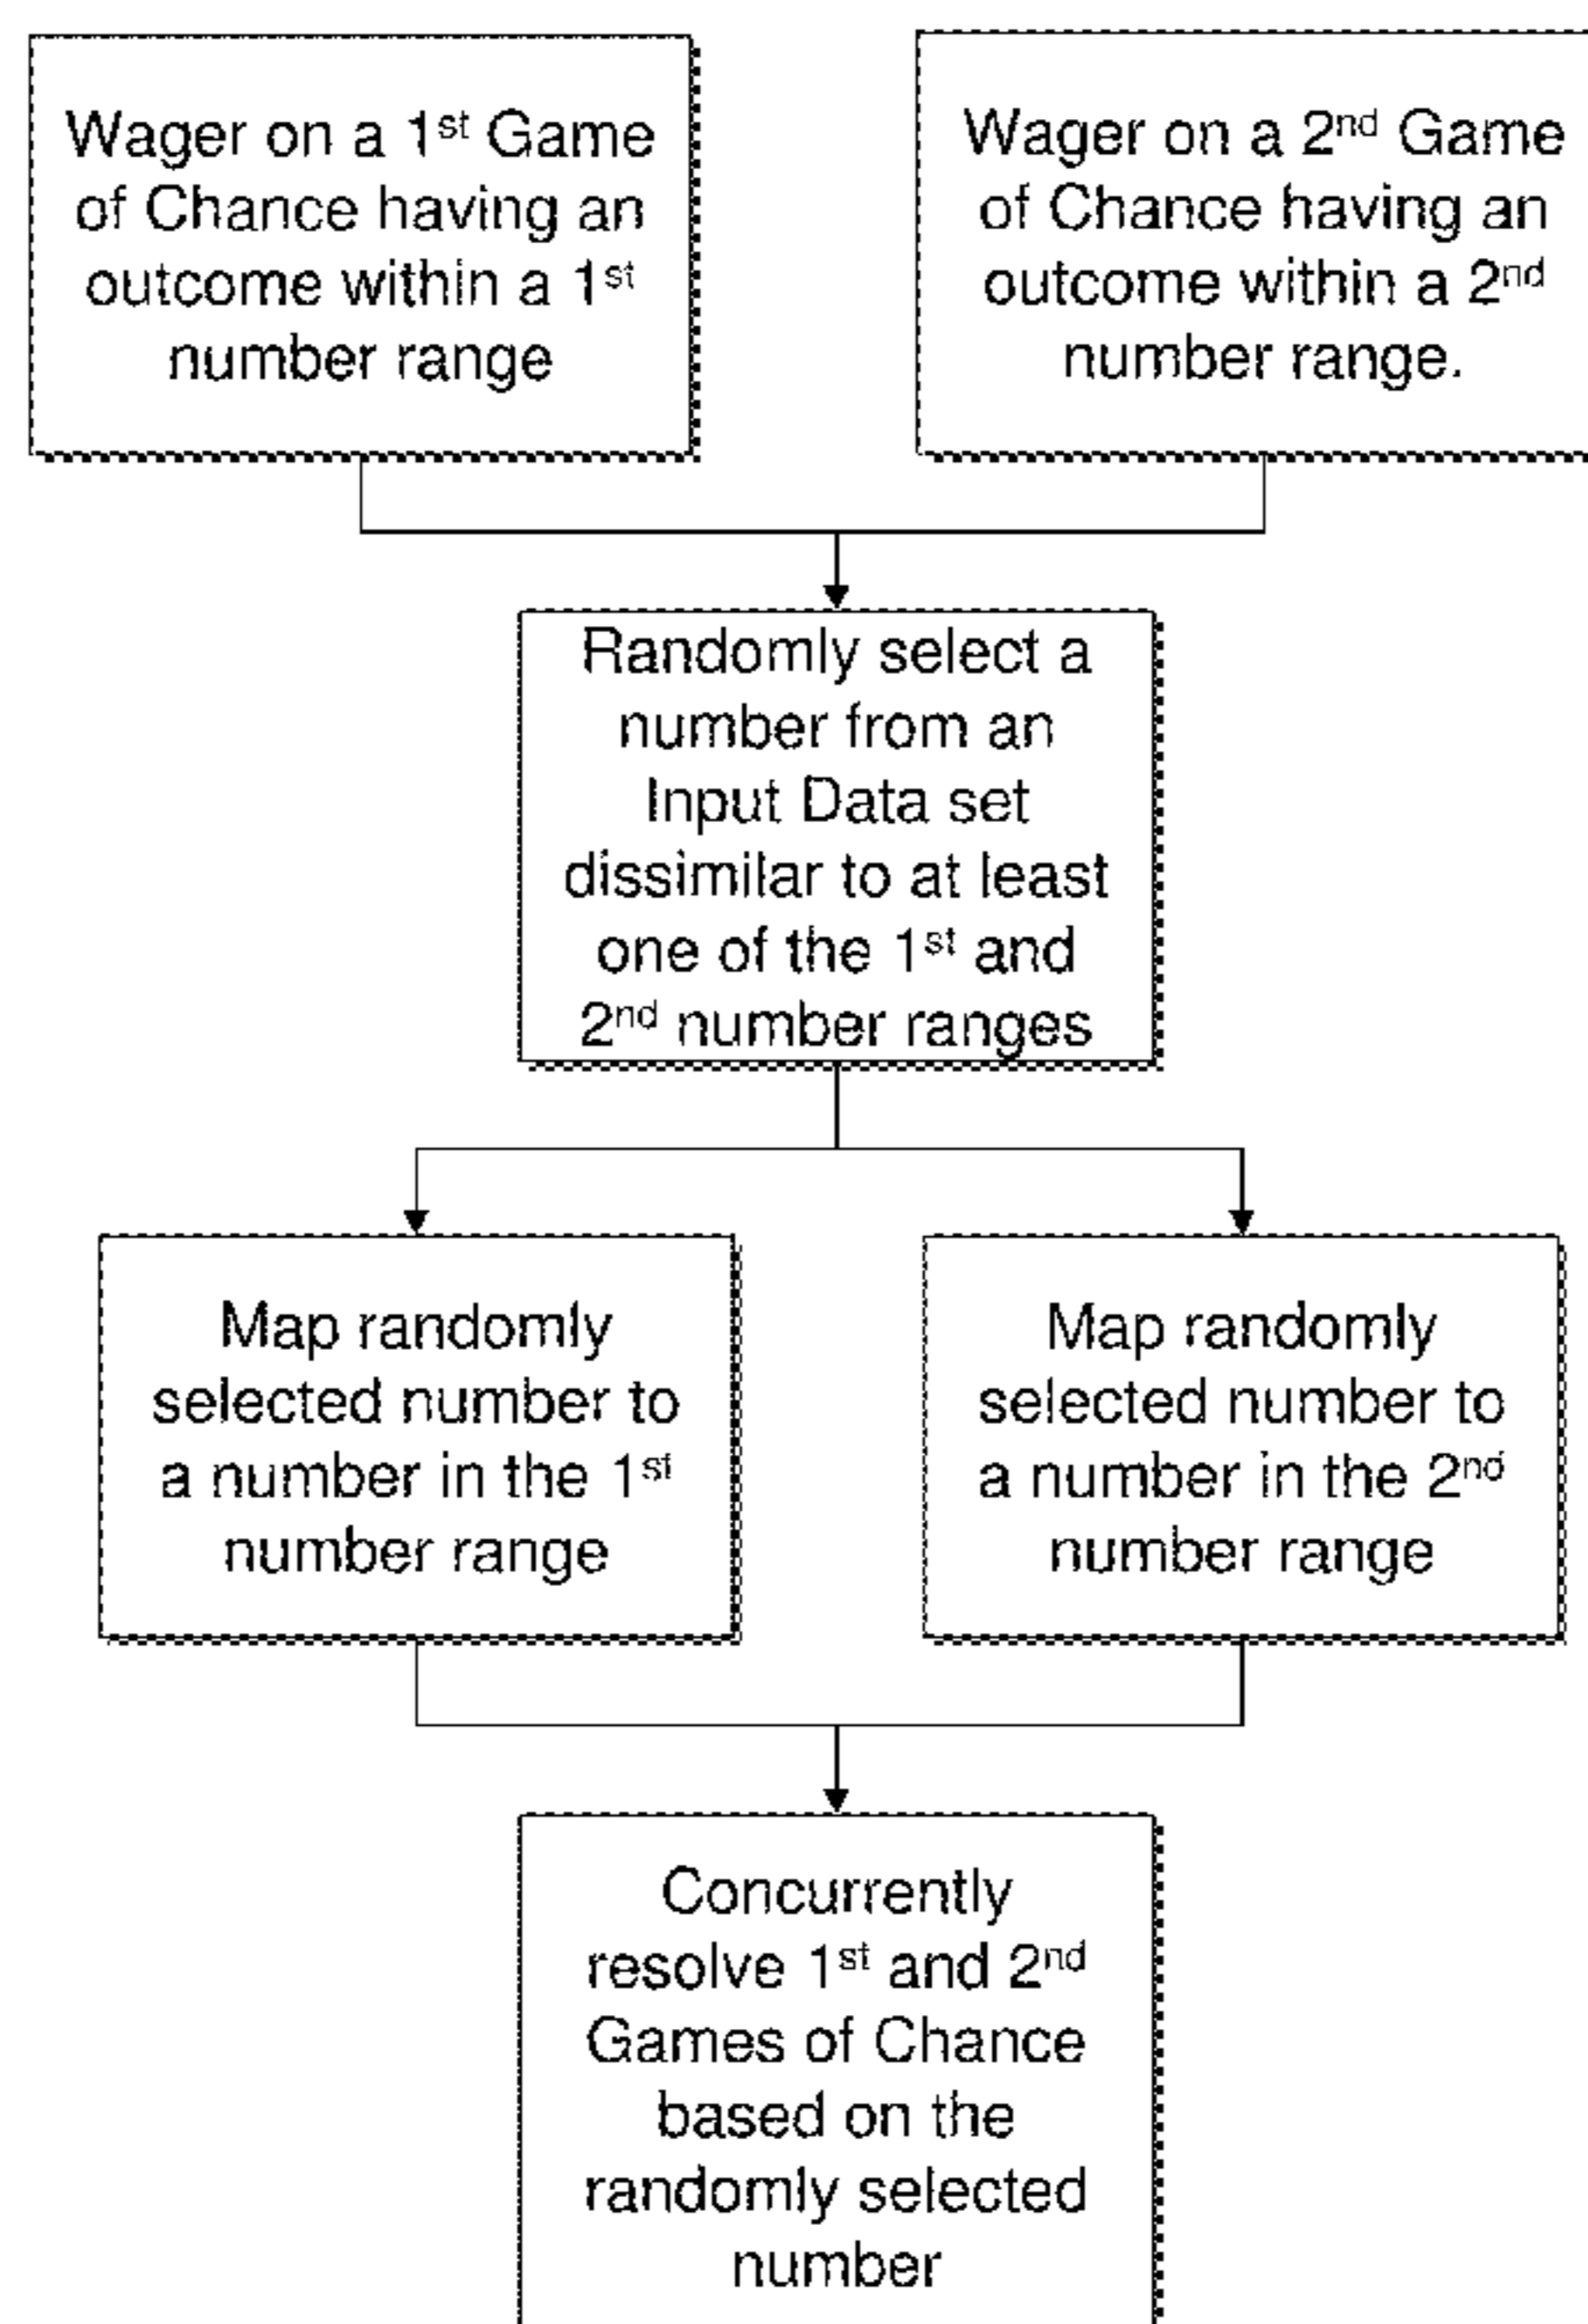 Wager on a 1st Game
of Chance having an
outcome within a 1st
number range
Wager on a 2nd Game
of Chance having an
outcome within a 2nd
number range.
Randomly select a
number from an
Input Data set
dissimilar to at least
one of the 1st and
2nd number ranges
Map randomly
selected number to
a number in the 1st
number range
Map randomly
selected number to
a number in the 2nd
number range
Concurrently
resolve 1st and 2nd
Games of Chance
based on the
randomly selected
number